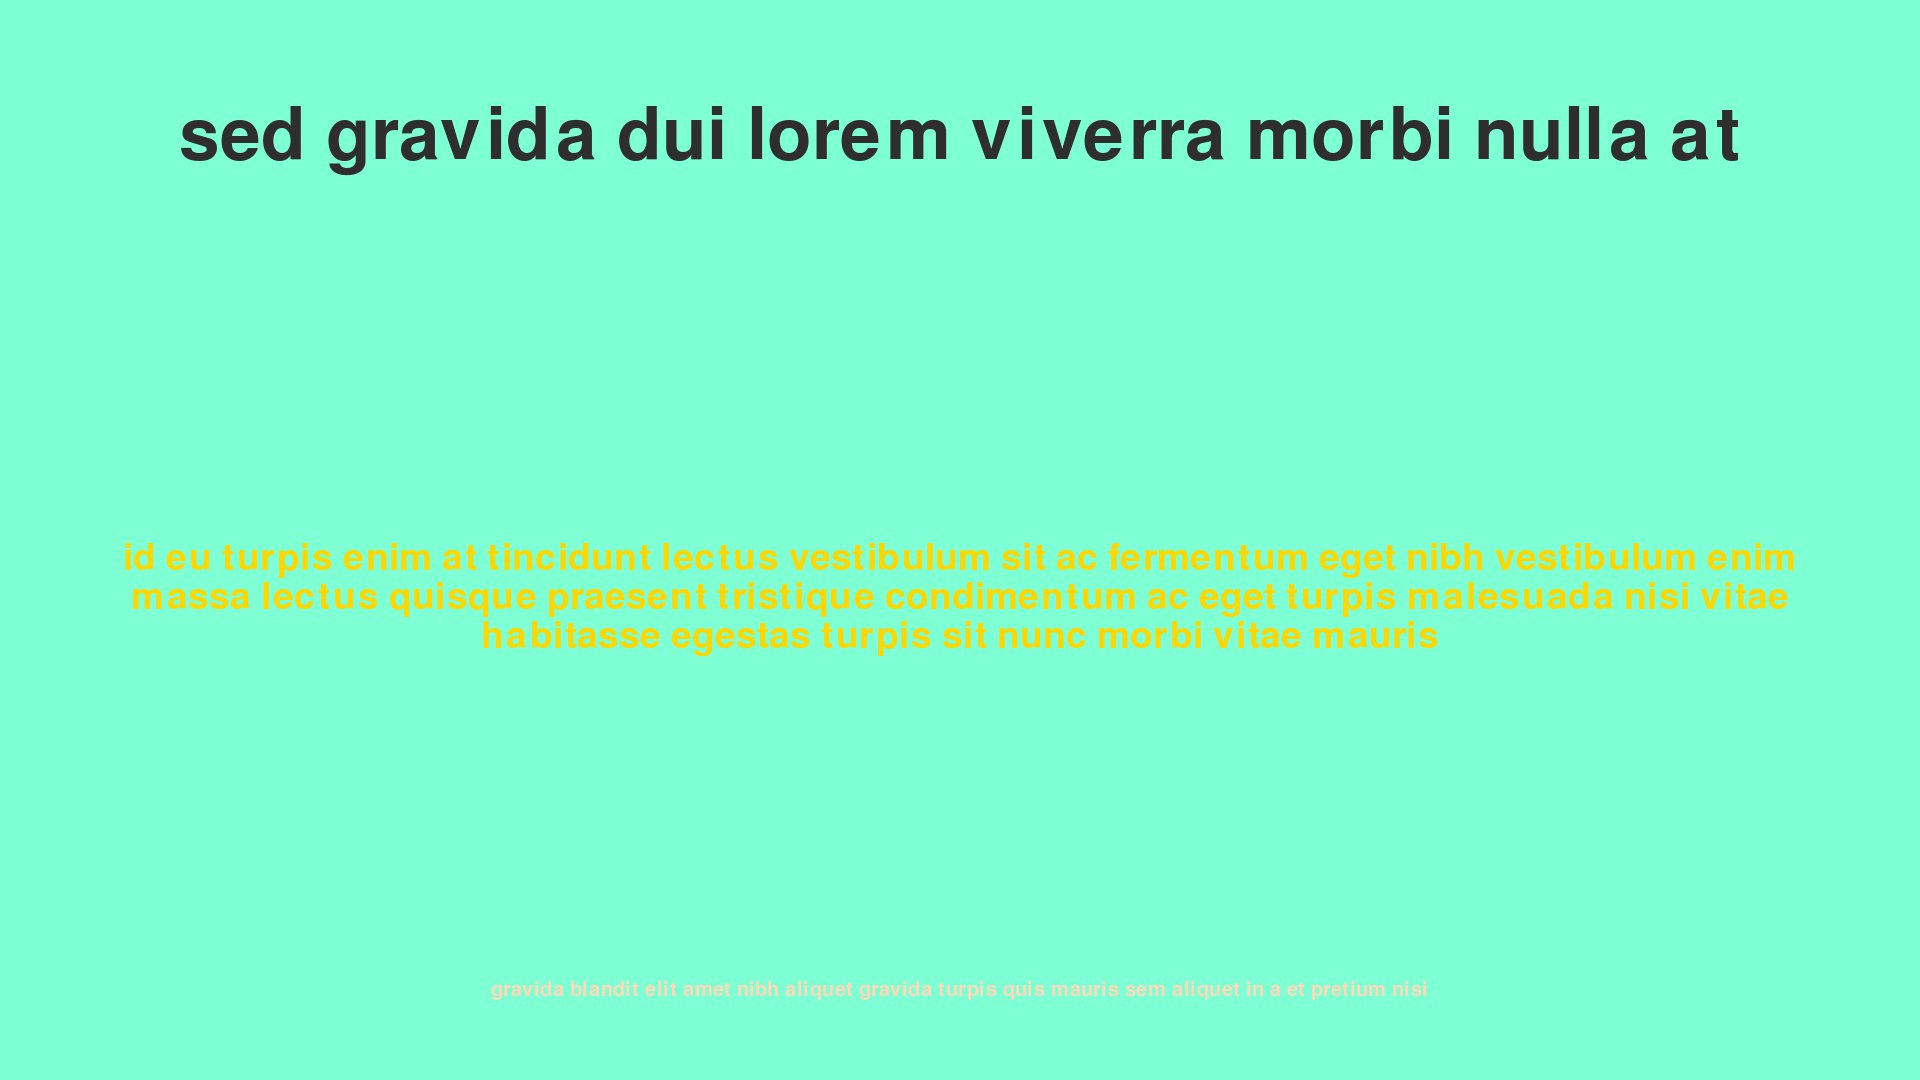 sed gravida dui lorem viverra morbi nulla at
id eu turpis enim at tincidunt lectus vestibulum sit ac fermentum eget nibh vestibulum enim
massa lectus quisque praesent tristique condimentum ac eget turpis malesuada nisi vitae
habitasse egestas turpis sit nunc morbi vitae mauris
gravida blandit elit amet nibh aliquet gravida turpis quis mauris sem aliquet in a et pretium nisi